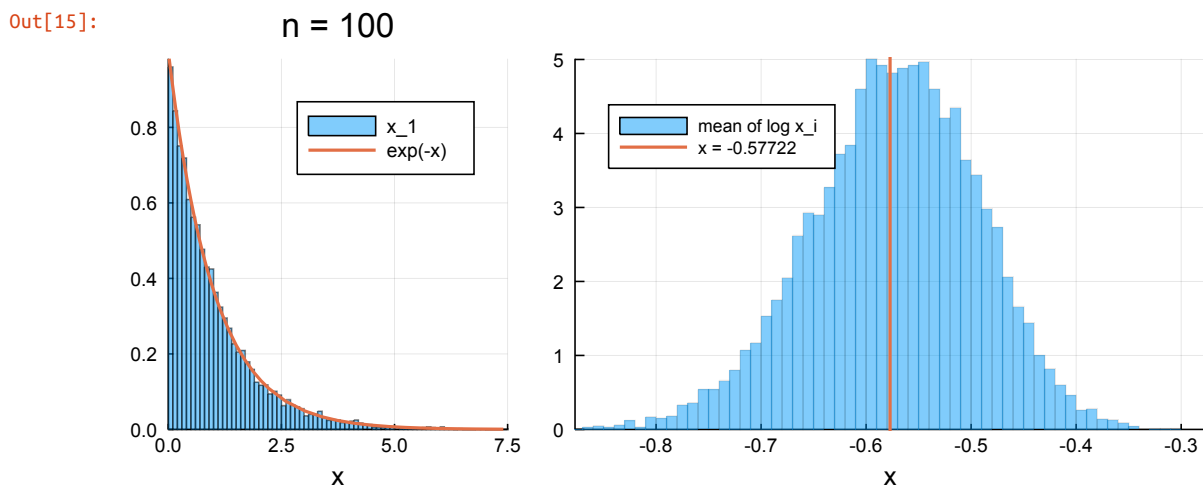 Out[15]:
n = 100
x_1
exp(-x)
0.8
0.6
0.4
0.2
0.0
0.0 2.5 5.0 7.5
x
mean of log x_i
x = -0.57722
5
4
3
2
1
0
-0.8 -0.7 -0.6 -0.5 -0.4 -0.3
x